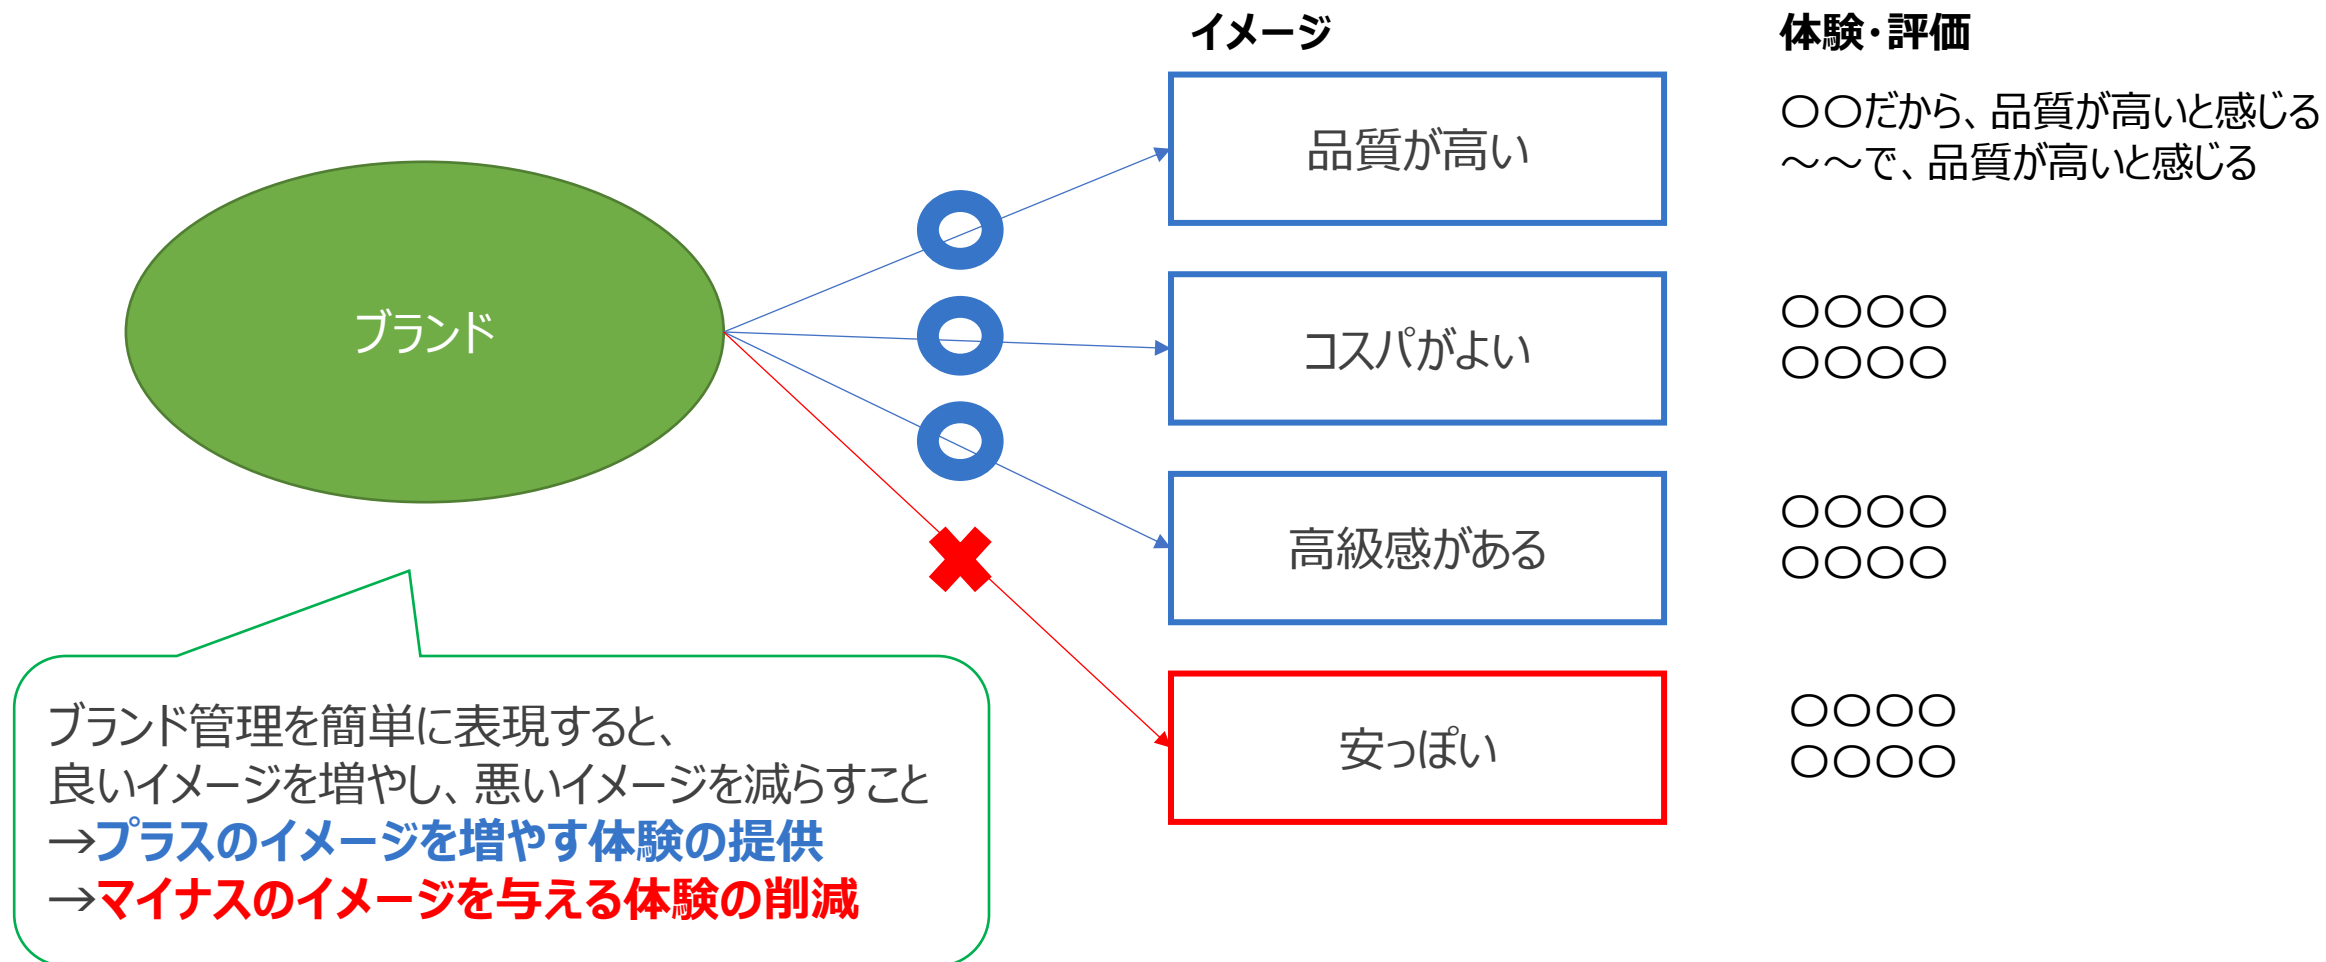 イメージ
体験・評価
品質が高い
〇〇だから、品質が高いと感じる
～～で、品質が高いと感じる
ブランド
コスパがよい
〇〇〇〇
〇〇〇〇
高級感がある
〇〇〇〇
〇〇〇〇
安っぽい
〇〇〇〇
〇〇〇〇
ブランド管理を簡単に表現すると、
良いイメージを増やし、悪いイメージを減らすこと
→プラスのイメージを増やす体験の提供
→マイナスのイメージを与える体験の削減